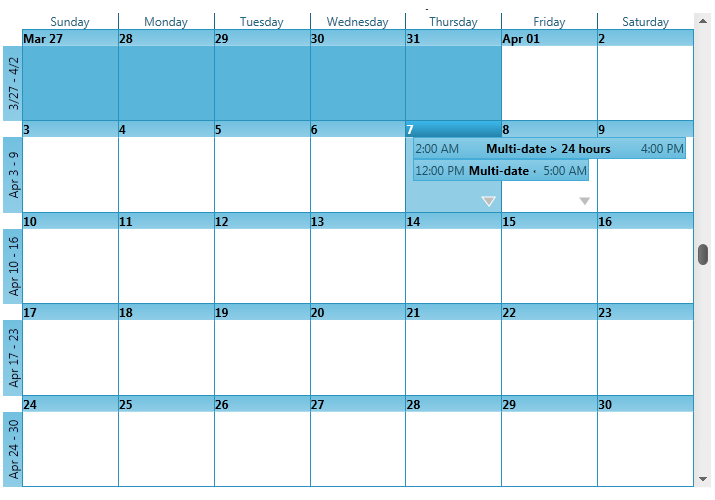 Sunday Monday Tuesday Wednesday Thursday Friday Saturday
Mar 27 28 29 30 31 Apr 01 2
3/27 - 4/2
3 4 5 6 7 8 9
Apr 3 - 9
2:00 AM Multi-date > 24 hours 4:00 PM
12:00 PM Multi-date 5:00 AM
10 11 12 13 14 15 16
Apr 10 - 16
17 18 19 20 21 22 23
Apr 17 - 23
24 25 26 27 28 29 30
Apr 24 - 30